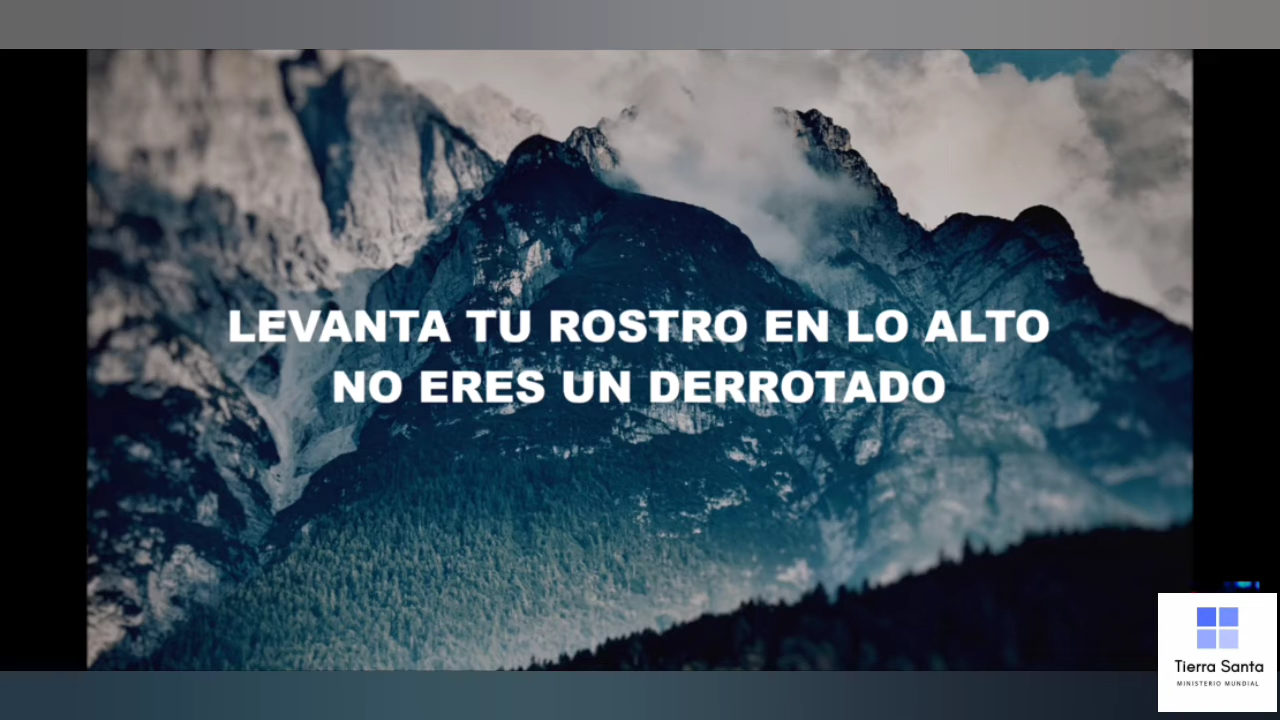 LEVANTA TU ROSTRO EN LO ALTO
NO ERES UN DERROTADO
Tierra Santa
MINISTERIO MUNDIAL